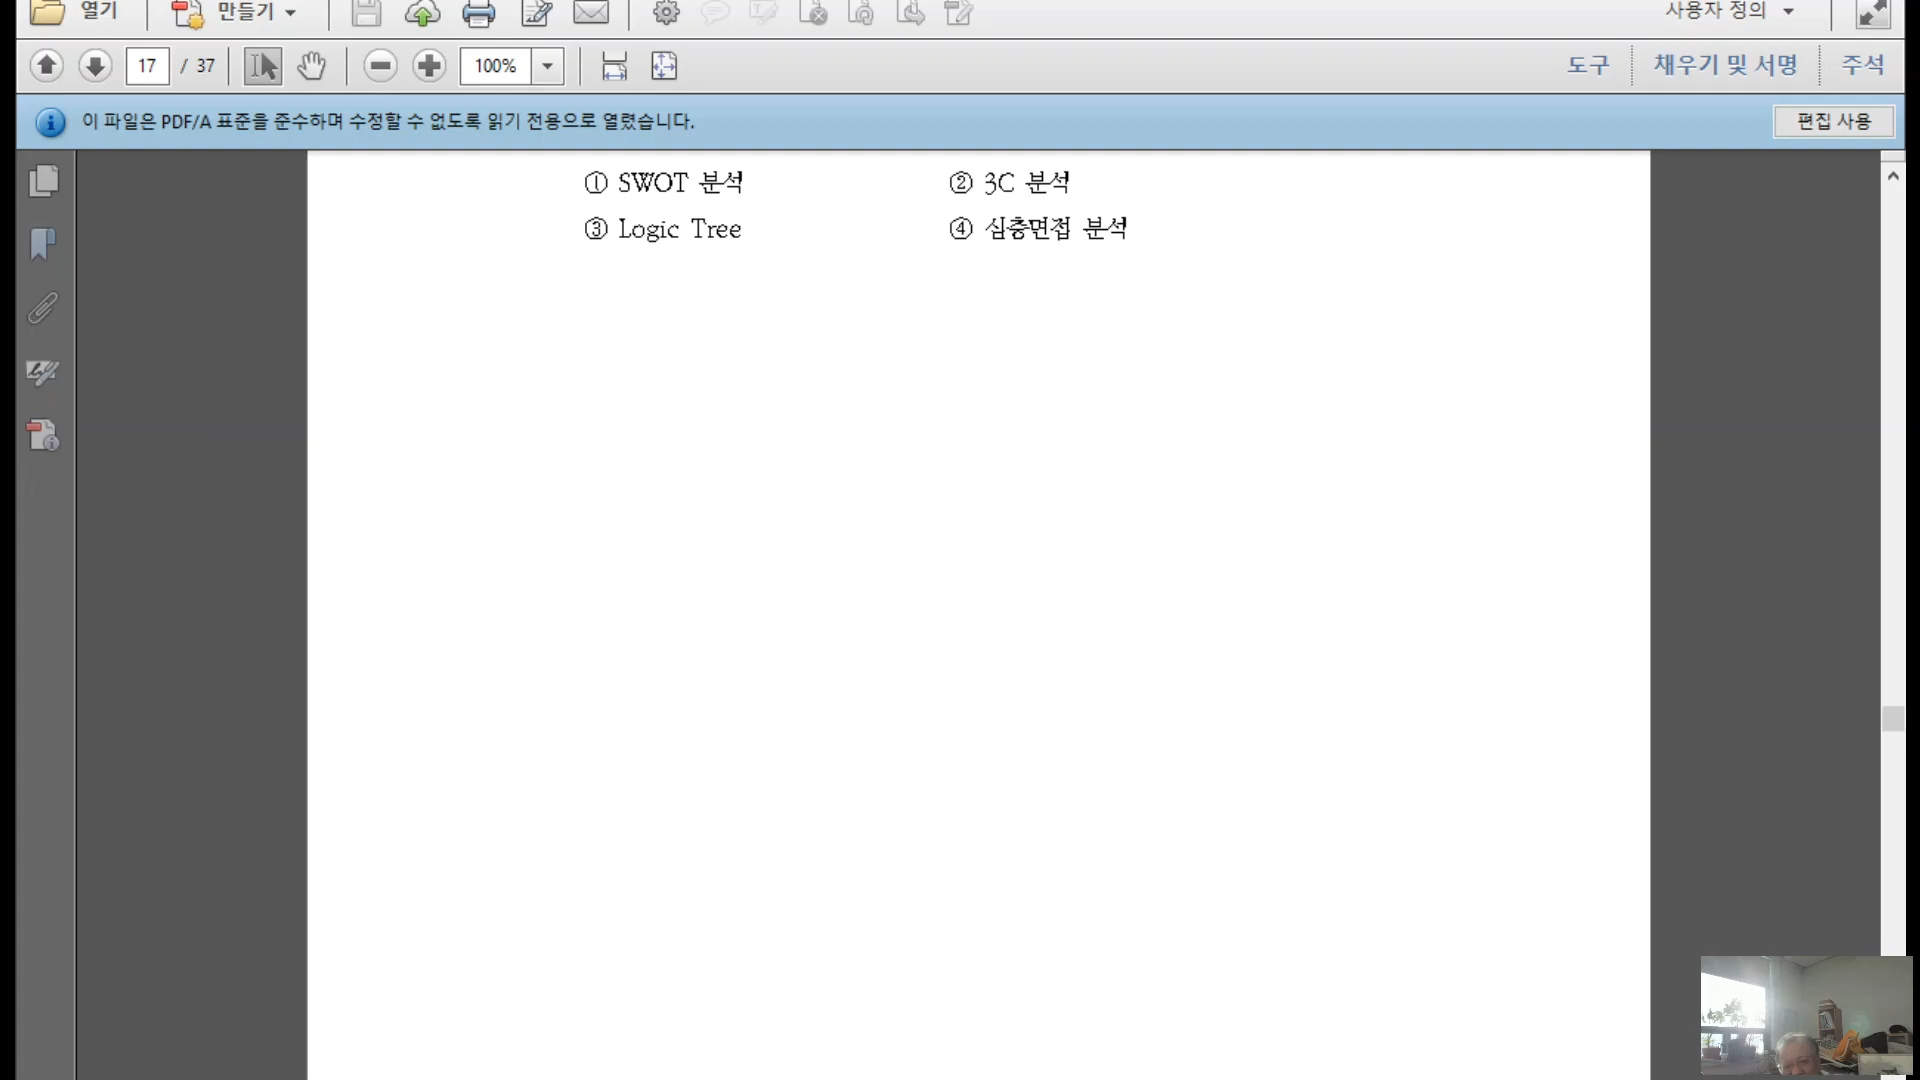 열기
만들기
사용자 정의
17 / 37
100%
도구
채우기 및 서명
주석
이 파일은 PDF/A 표준을 준수하며 수정할 수 없도록 읽기 전용으로 열렸습니다.
편집 사용
① SWOT 분석 ② 3C 분석
③ Logic Tree ④ 심층면접 분석